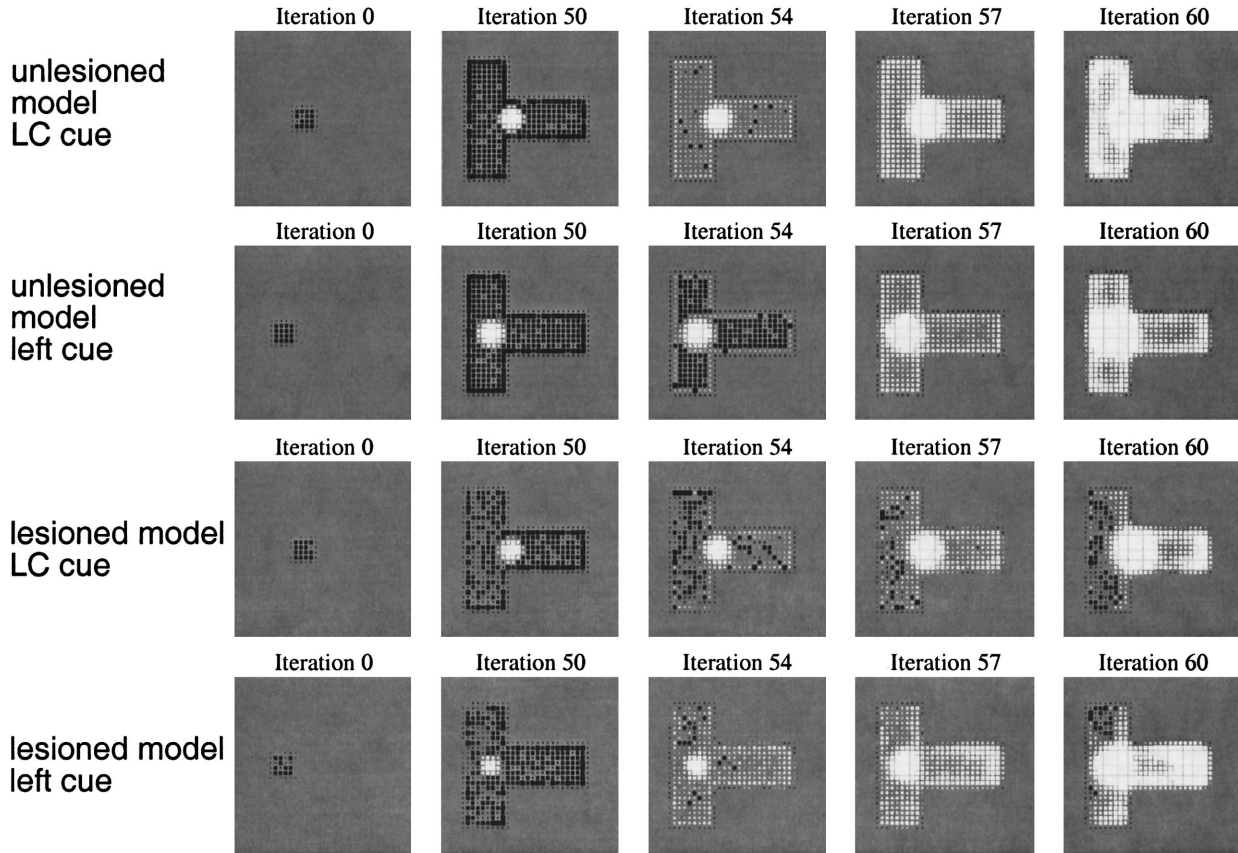 Iteration 0 Iteration 50 Iteration 54 Iteration 57 Iteration 60
unlesioned
model
LC cue
Iteration 0 Iteration 50 Iteration 54 Iteration 57 Iteration 60
unlesioned
model
left cue
Iteration 0 Iteration 50 Iteration 54 Iteration 57 Iteration 60
lesioned model
LC cue
Iteration 0 Iteration 50 Iteration 54 Iteration 57 Iteration 60
lesioned model
left cue